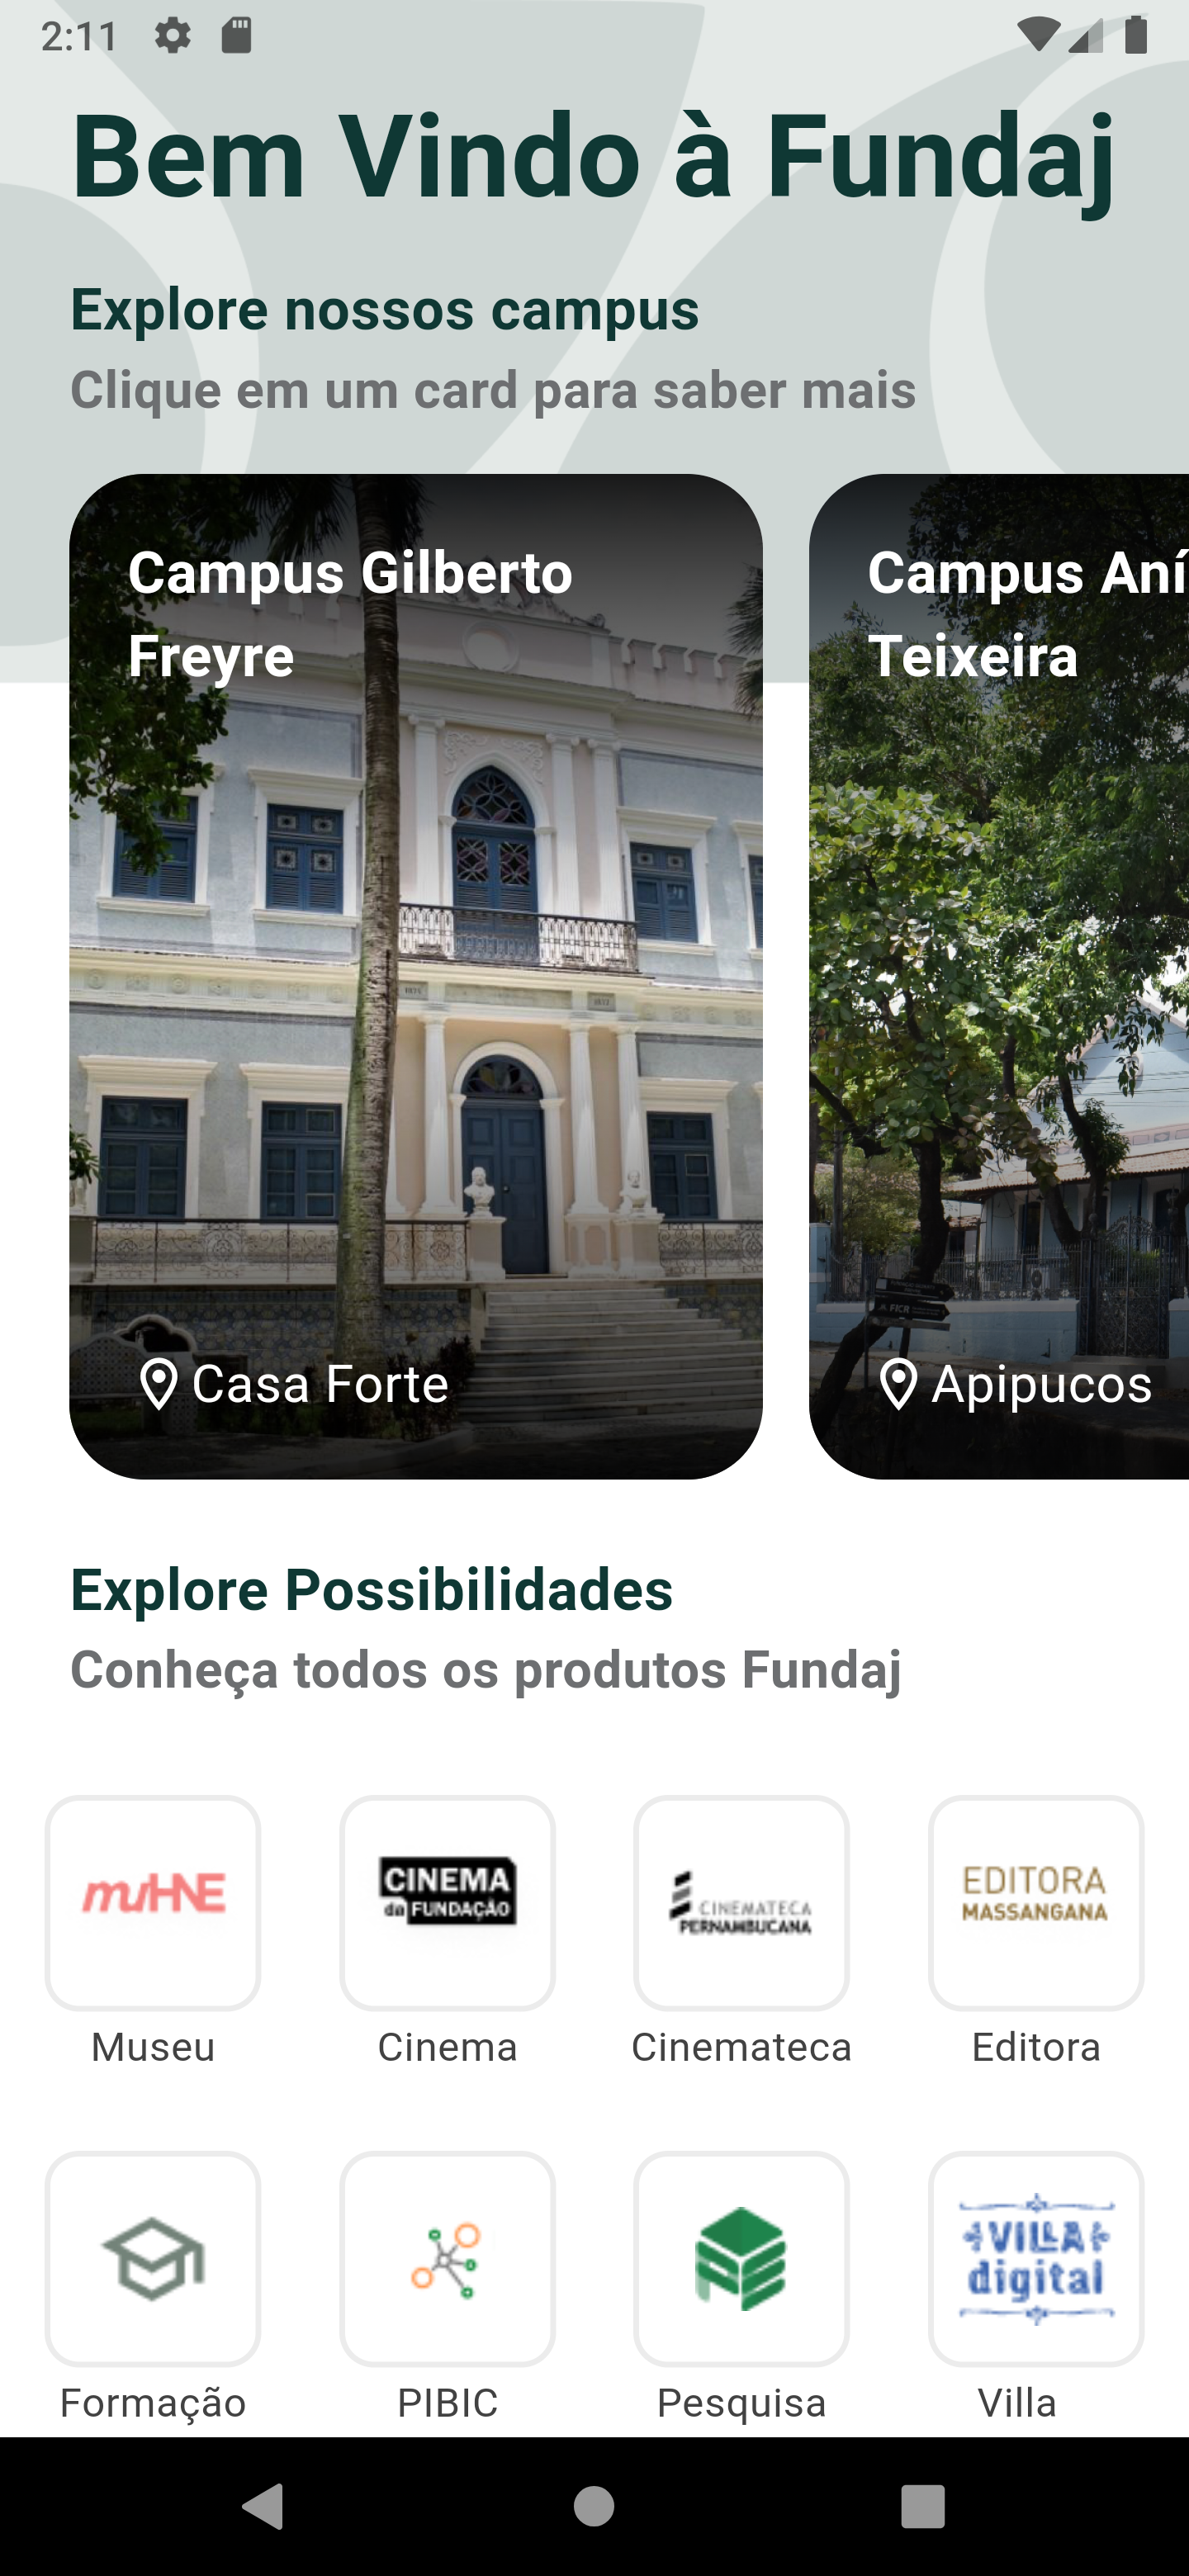 2:11
Bem Vindo à Fundaj
Explore nossos campus
Clique em um card para saber mais
Campus Gilberto
Freyre
Campus Aní
Teixeira
FICR
Casa Forte
Apipucos
Explore Possibilidades
Conheça todos os produtos Fundaj
muHNE
CINEMA
da FUNDAÇÃO
CINEMATECA
PERNAMBUCANA
EDITORA
MASSANGANA
Museu
Cinema
Cinemateca
Editora
VILLA
digital
Formação
PIBIC
Pesquisa
Villa